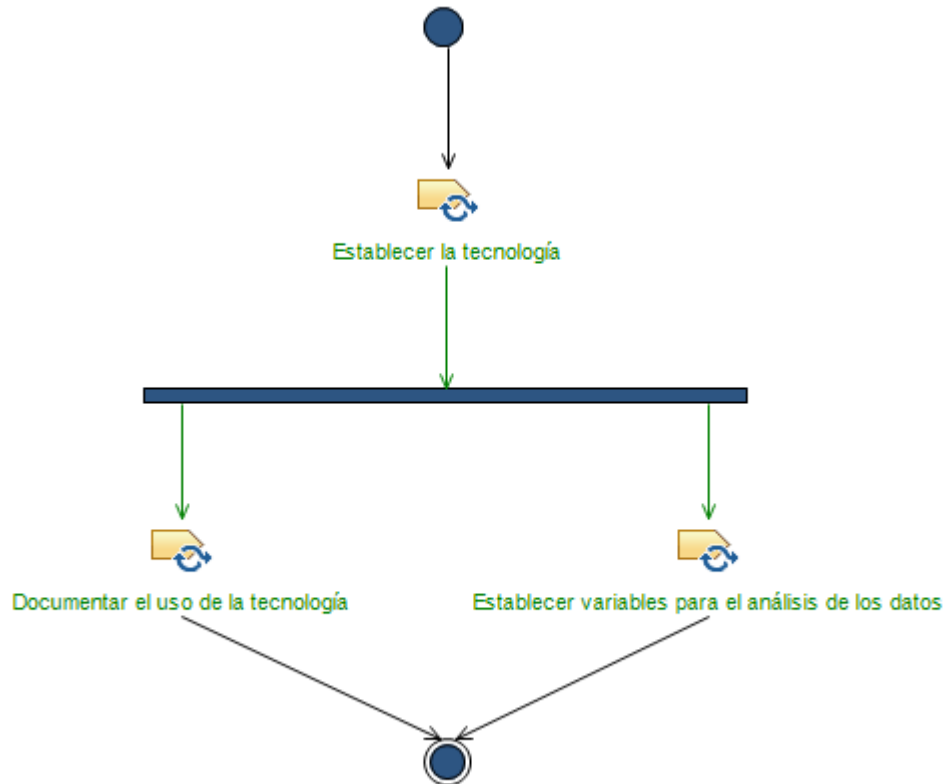 Establecer la tecnología
Documentar el uso de la tecnología
Establecer variables para el análisis de los datos